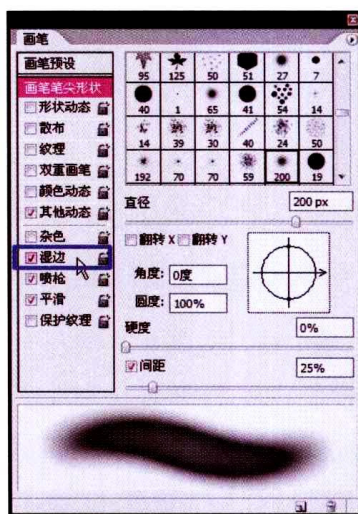 画笔
画笔预设
画笔笔尖形状
形状动态
散布
纹理
双重画笔
颜色动态
其他动态
杂色
湿边
喷枪
平滑
保护纹理
95 125 50 51 27 7
40 1 65 41 54 14
14 39 30 40 24 50
192 70 70 59 200 19
直径 200 px
翻转 X 翻转 Y
角度: 0度
圆度: 100%
硬度 0%
间距 25%